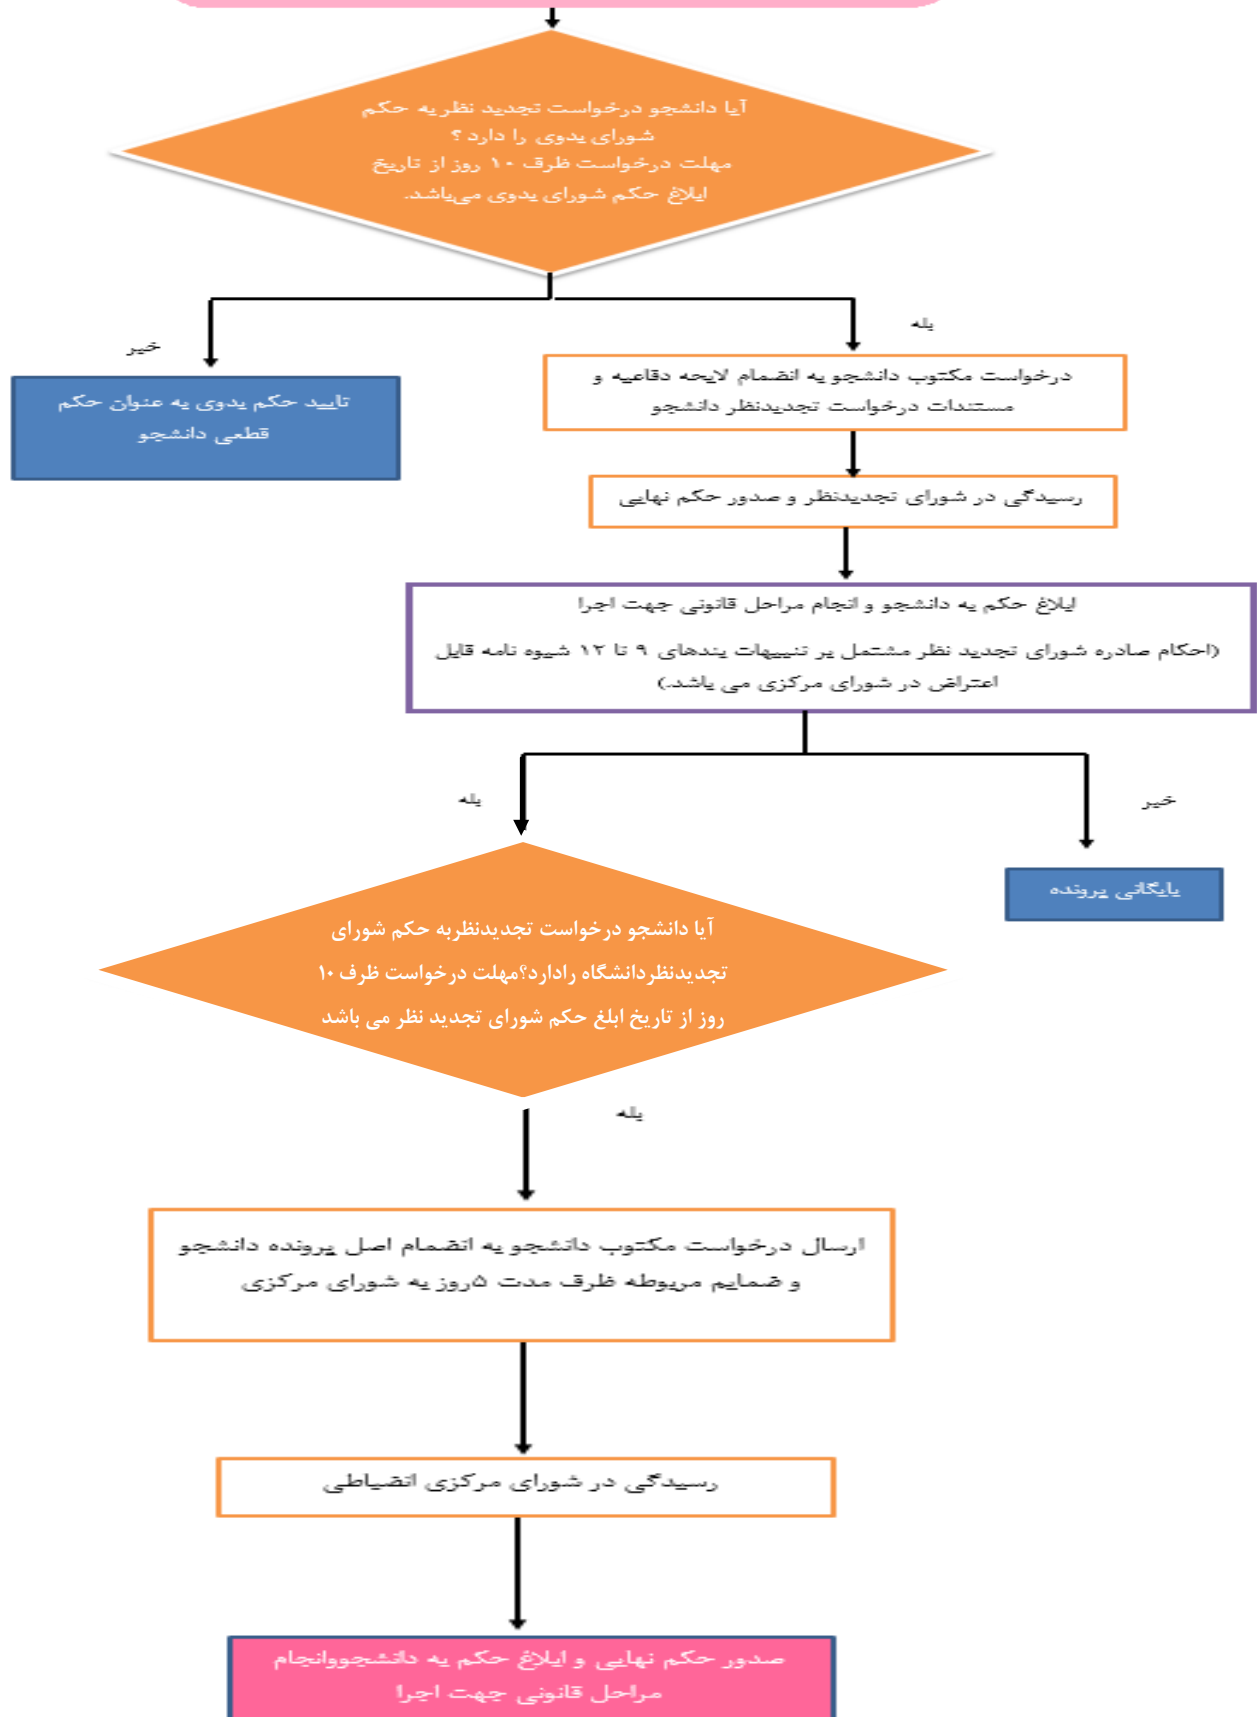 آیا دانشجو درخواست تجدید نظر به حکم
شورای بدوی را دارد ؟
مهلت درخواست ظرف ۱۰ روز از تاریخ
ابلاغ حکم شورای بدوی می‌باشد.
بله
خیر
درخواست مکتوب دانشجو به انضمام لایحه دفاعیه و
مستندات درخواست تجدیدنظر دانشجو
تایید حکم بدوی به عنوان حکم
قطعی دانشجو
رسیدگی در شورای تجدیدنظر و صدور حکم نهایی
ابلاغ حکم به دانشجو و انجام مراحل قانونی جهت اجرا
(احکام صادره شورای تجدید نظر مشتمل بر تنبیهات بندهای ۹ تا ۱۲ شیوه نامه قابل
اعتراض در شورای مرکزی می باشد.)
خیر
بله
بایگانی پرونده
آیا دانشجو درخواست تجدیدنظربه حکم شورای
تجدیدنظردانشگاه رادارد؟مهلت درخواست ظرف ۱۰
روز از تاریخ ابلغ حکم شورای تجدید نظر می باشد
بله
ارسال درخواست مکتوب دانشجو به انضمام اصل پرونده دانشجو
و ضمایم مربوطه ظرف مدت ۵روز به شورای مرکزی
رسیدگی در شورای مرکزی انضباطی
صدور حکم نهایی و ابلاغ حکم به دانشجووانجام
مراحل قانونی جهت اجرا